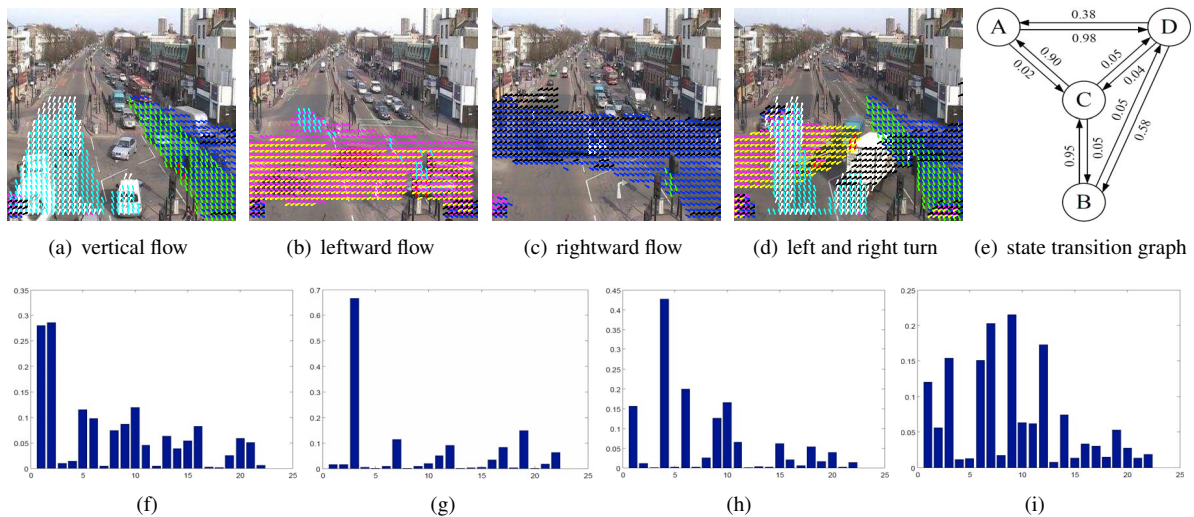 A
D
0.38
0.98
0.90
0.02
0.05
0.04
C
0.95
0.05
0.05
0.58
B
(a) vertical flow
(b) leftward flow
(c) rightward flow
(d) left and right turn
(e) state transition graph
0.35
0.3
0.25
0.2
0.15
0.1
0.05
0
0 5 10 15 20 25
(f)
0.7
0.6
0.5
0.4
0.3
0.2
0.1
0
0 5 10 15 20 25
(g)
0.45
0.4
0.35
0.3
0.25
0.2
0.15
0.1
0.05
0
0 5 10 15 20 25
(h)
0.25
0.2
0.15
0.1
0.05
0
0 5 10 15 20 25
(i)